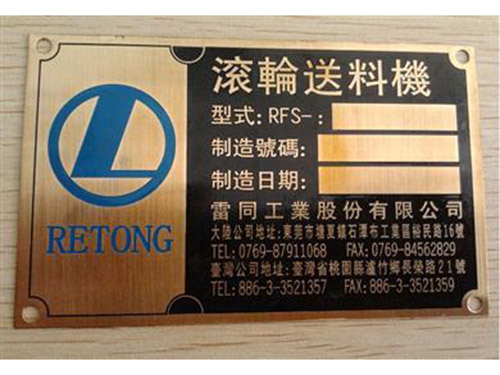 RETONG
滚輪送料機
型式:RFS-:
制造號碼:
制造日期:
雷同工業股份有限公司
大陸公司地址:東莞市塘夏鎮石潭布工業區裕民路16號
TEL:0769-87911068 FAX:0769-84562829
臺灣公司地址:臺灣省桃園縣瀘竹鄉長榮路21號
TEL:886-3-3521357 FAX:886-3-3521359